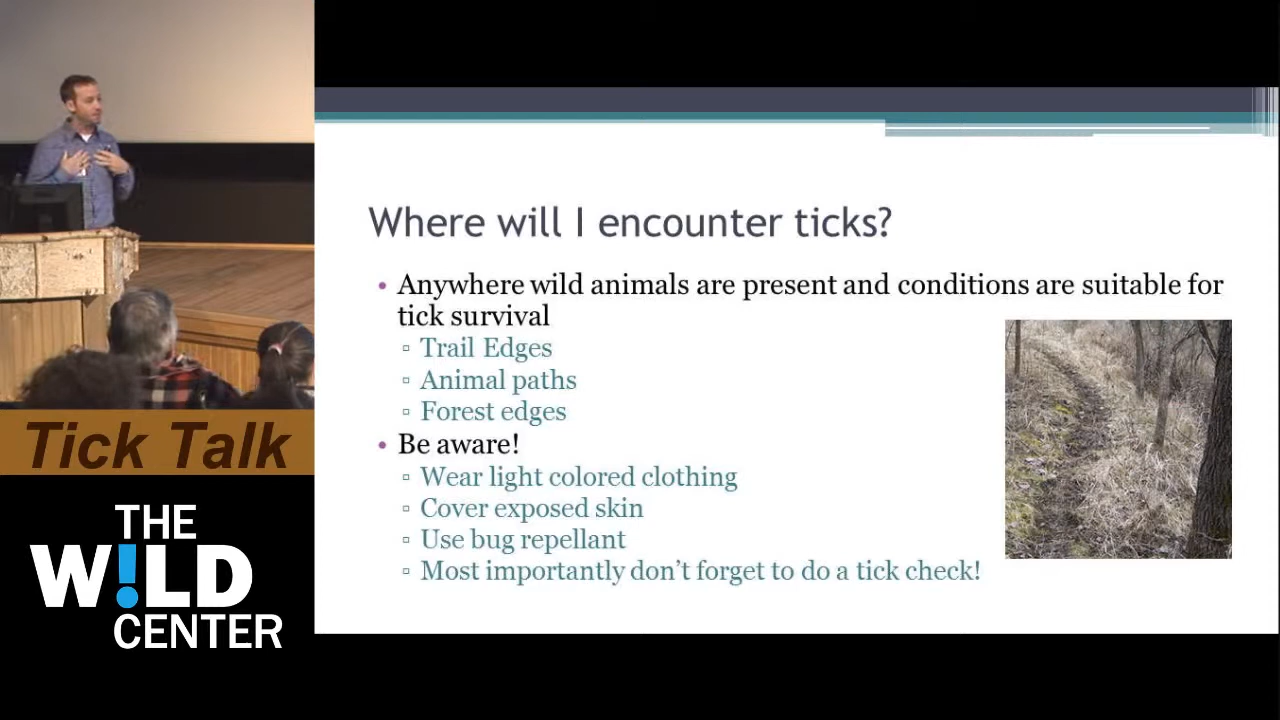 Where will I encounter ticks?
• Anywhere wild animals are present and conditions are suitable for
tick survival
▫ Trail Edges
▫ Animal paths
▫ Forest edges
• Be aware!
▫ Wear light colored clothing
▫ Cover exposed skin
▫ Use bug repellant
▫ Most importantly don't forget to do a tick check!
Tick Talk
THE
W!LD
CENTER